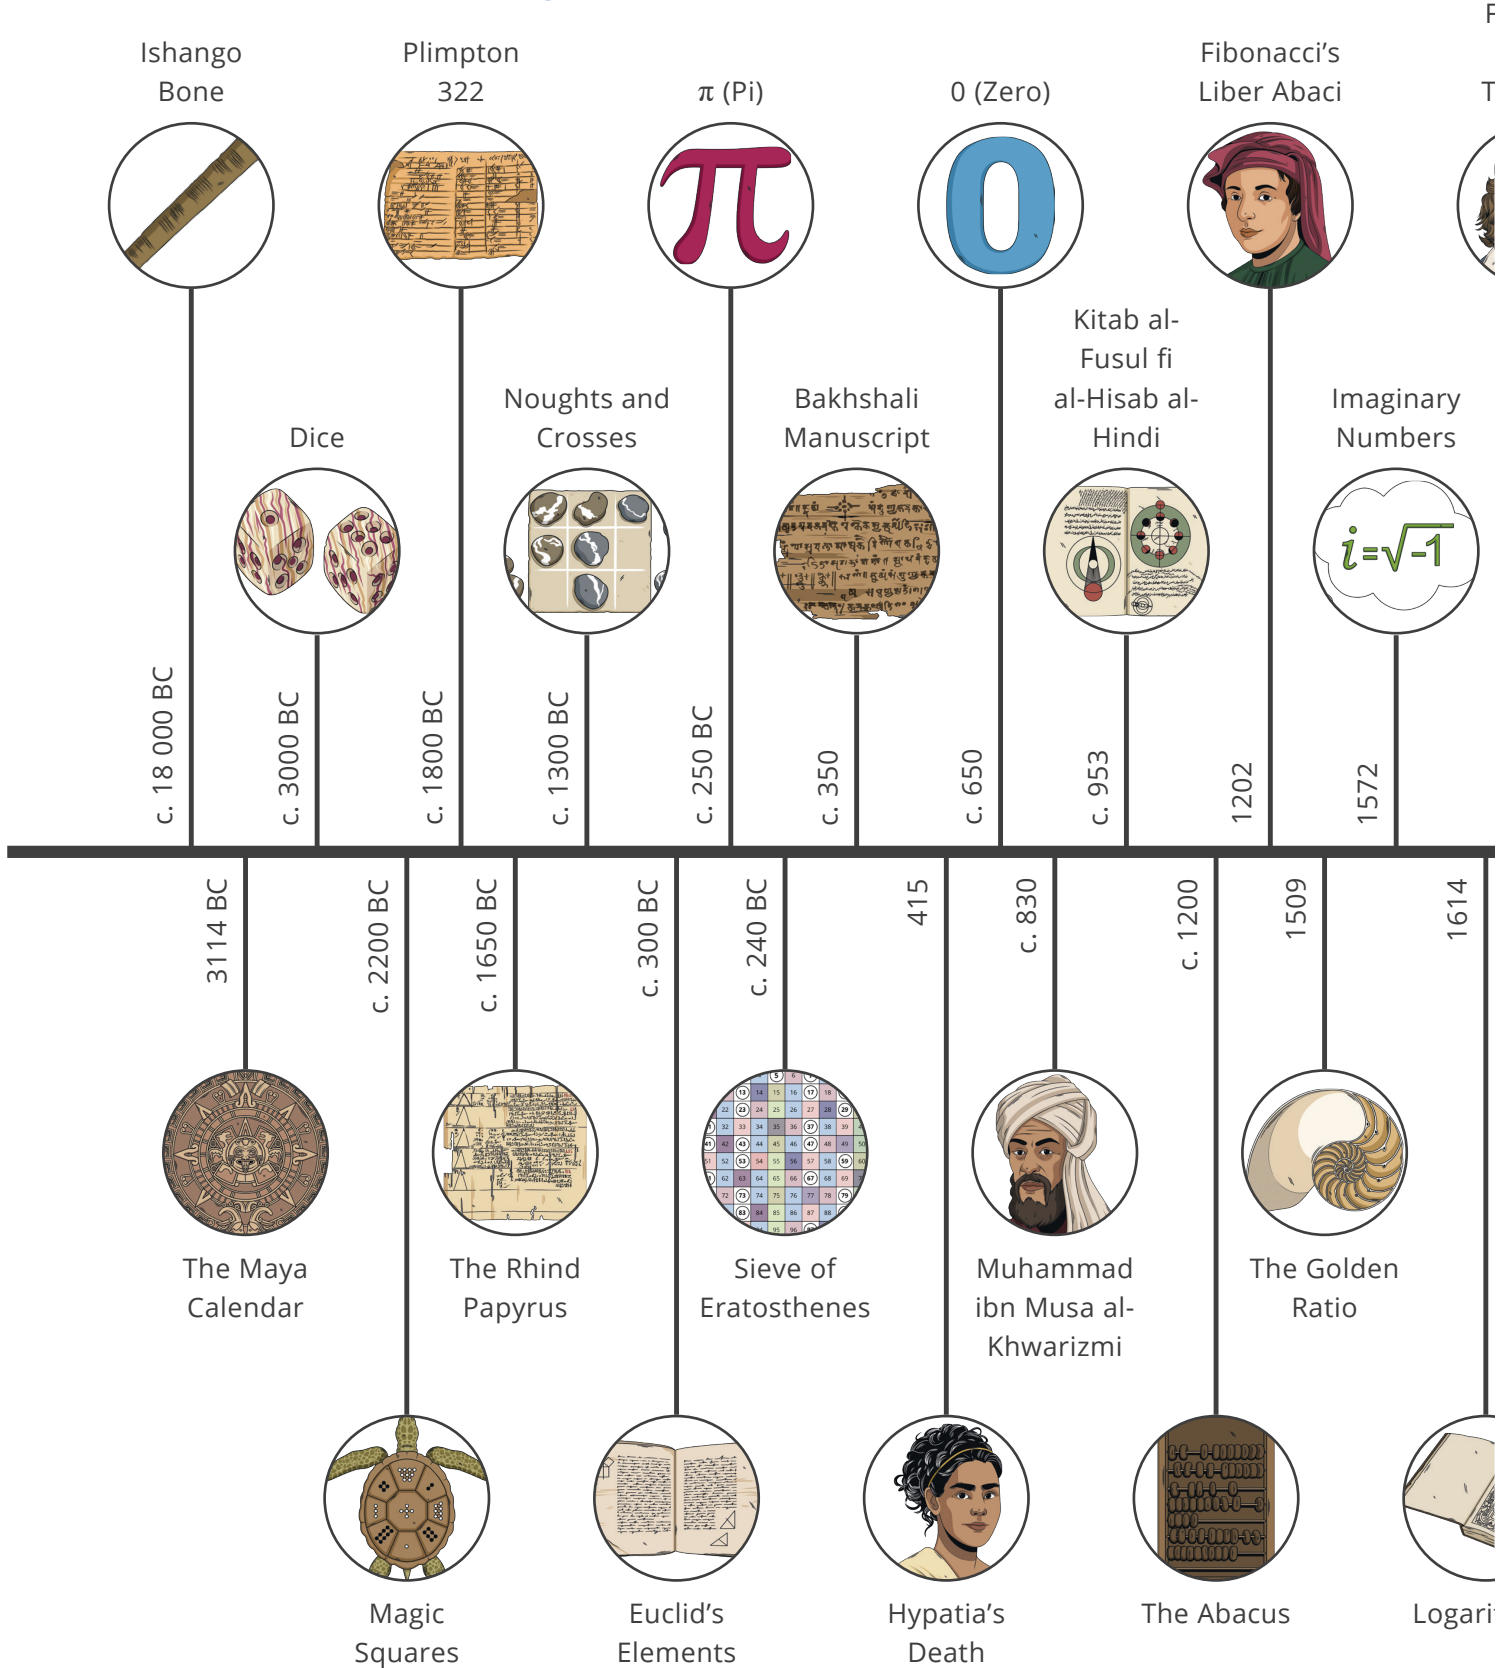 Ishango
Bone
Plimpton
322
π (Pi)
0 (Zero)
Fibonacci's
Liber Abaci
Dice
Noughts and
Crosses
Bakhshali
Manuscript
Kitab al-
Fusul fi
al-Hisab al-
Hindi
Imaginary
Numbers
i=√-1
c. 18 000 BC
c. 3000 BC
c. 1800 BC
c. 1300 BC
c. 250 BC
c. 350
c. 650
c. 953
1202
1572
3114 BC
c. 2200 BC
c. 1650 BC
c. 300 BC
c. 240 BC
415
c. 830
c. 1200
1509
1614
The Maya
Calendar
The Rhind
Papyrus
Sieve of
Eratosthenes
Muhammad
ibn Musa al-
Khwarizmi
The Golden
Ratio
Magic
Squares
Euclid's
Elements
Hypatia's
Death
The Abacus